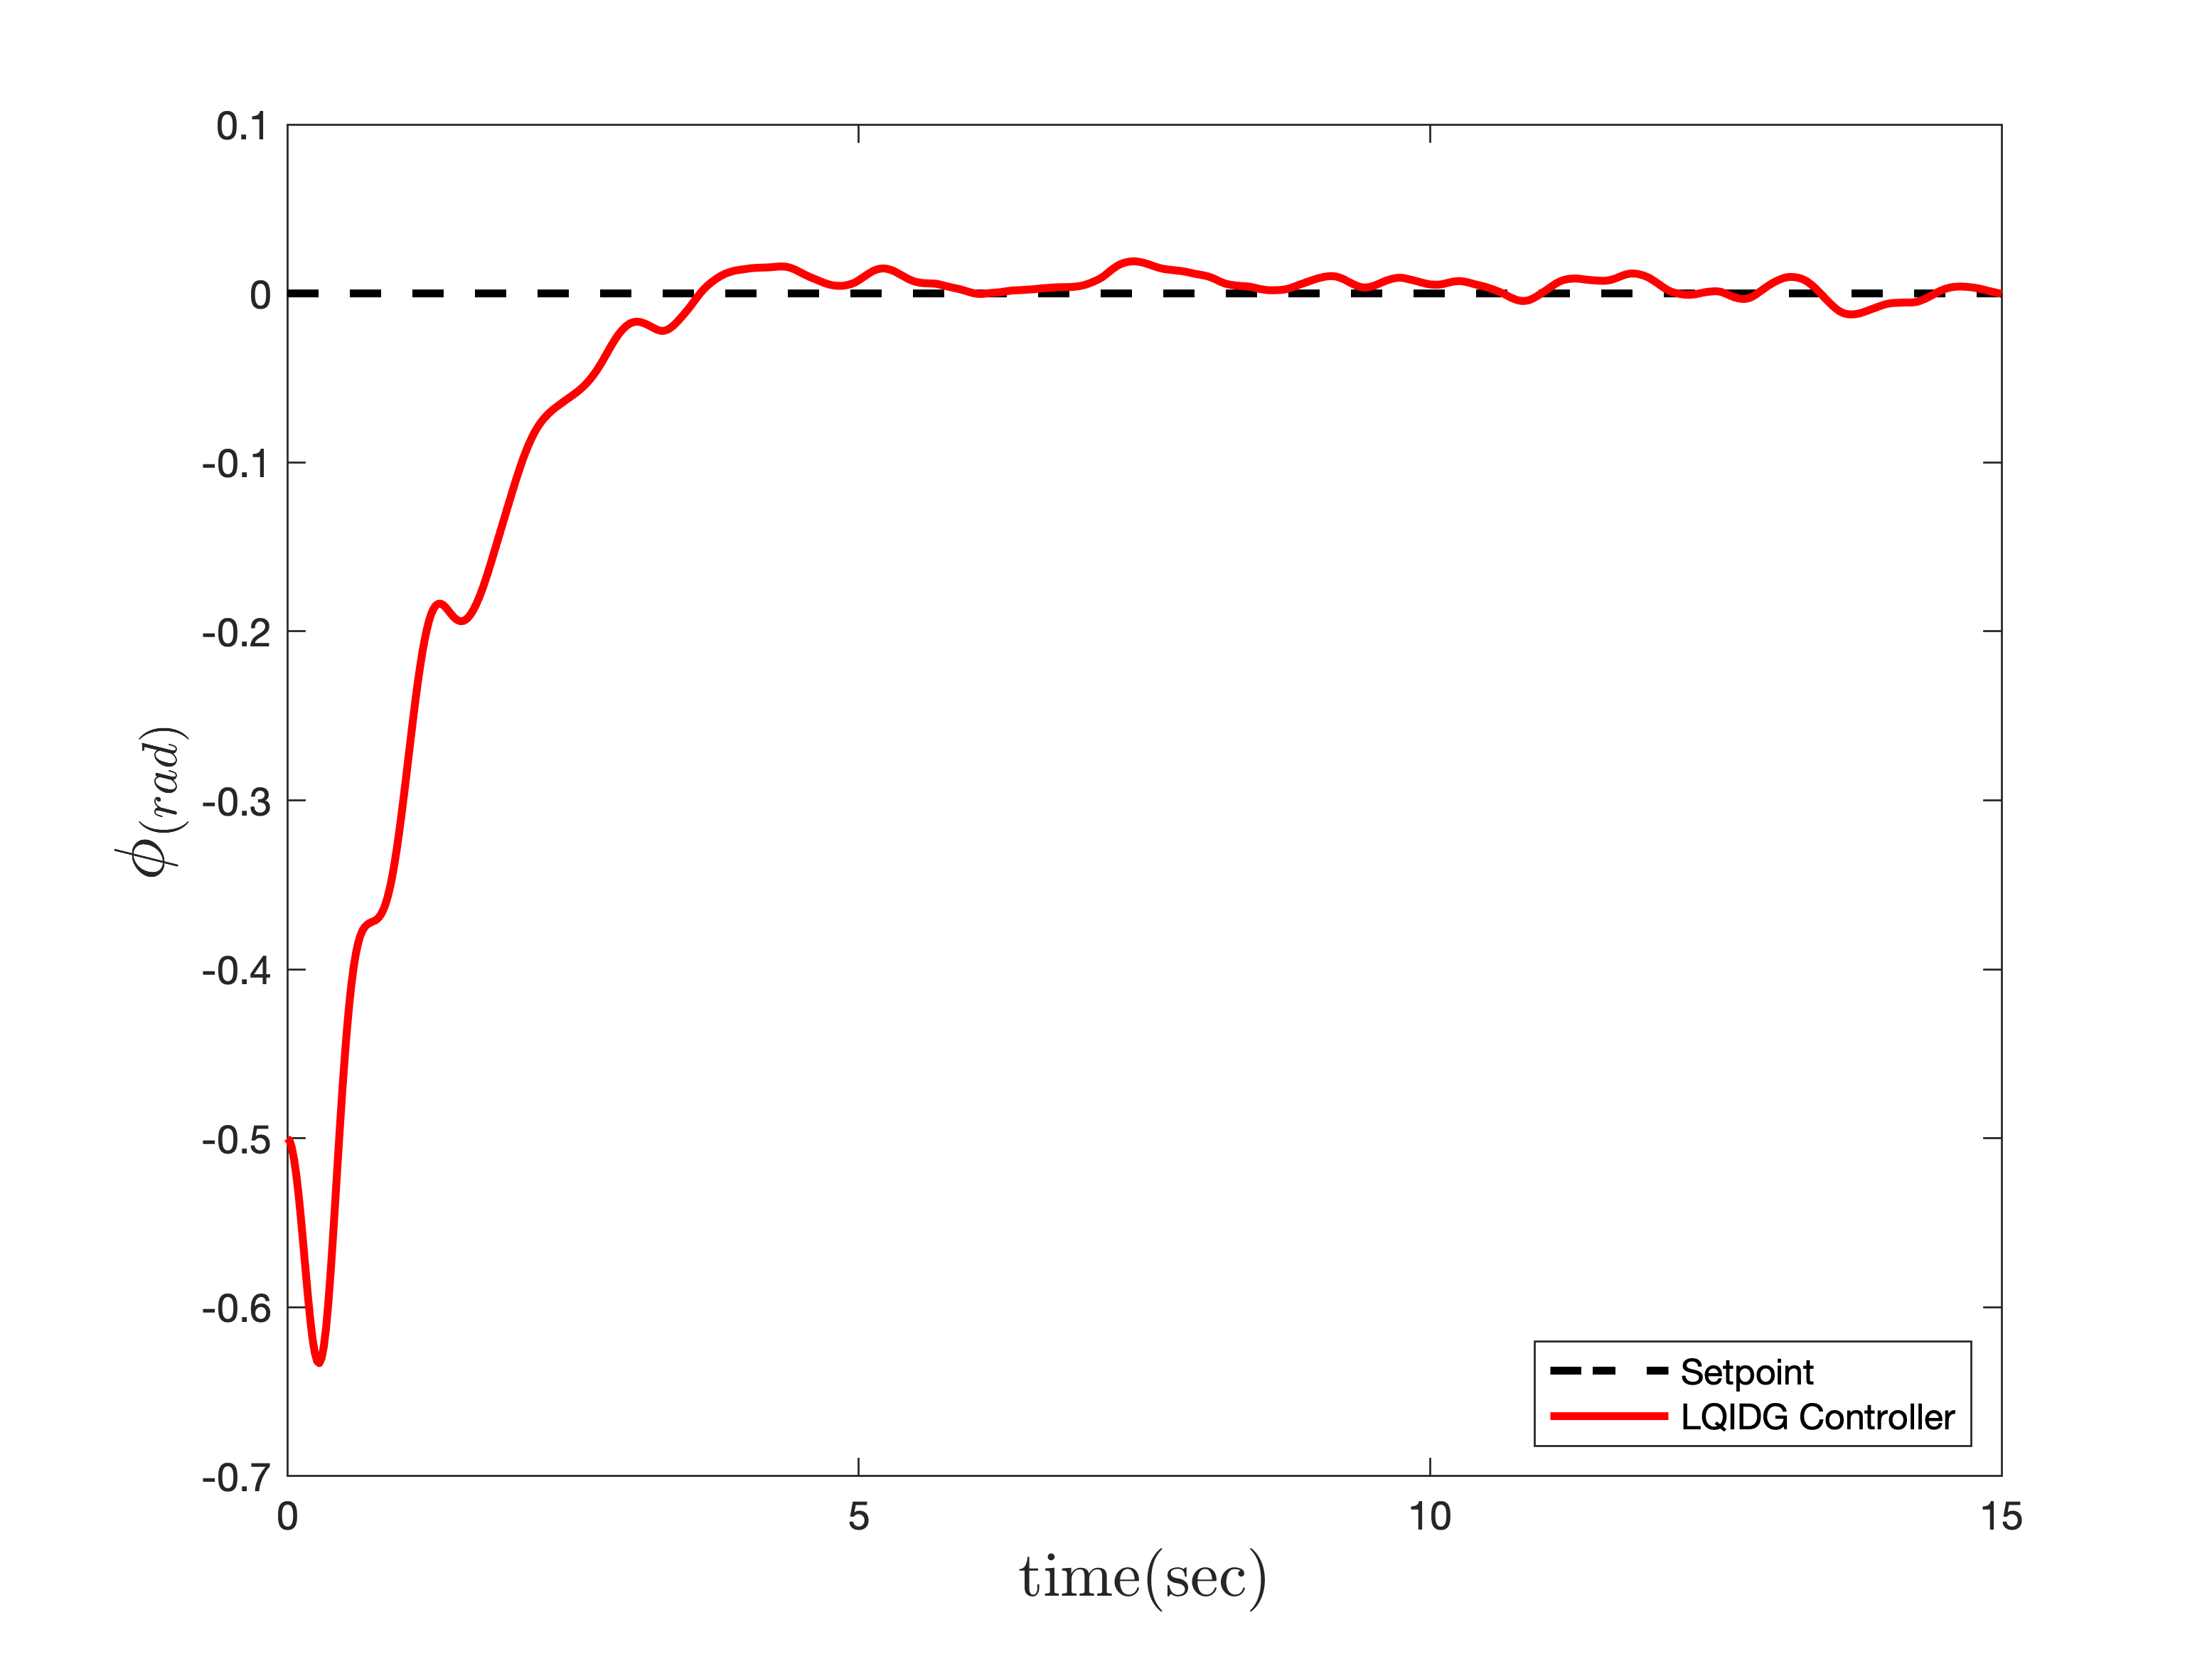 0.1
0
-0.1
-0.2
-0.3
-0.4
-0.5
-0.6
-0.7
ϕ(rad)
0 5 10 15
time(sec)
Setpoint
LQIDG Controller